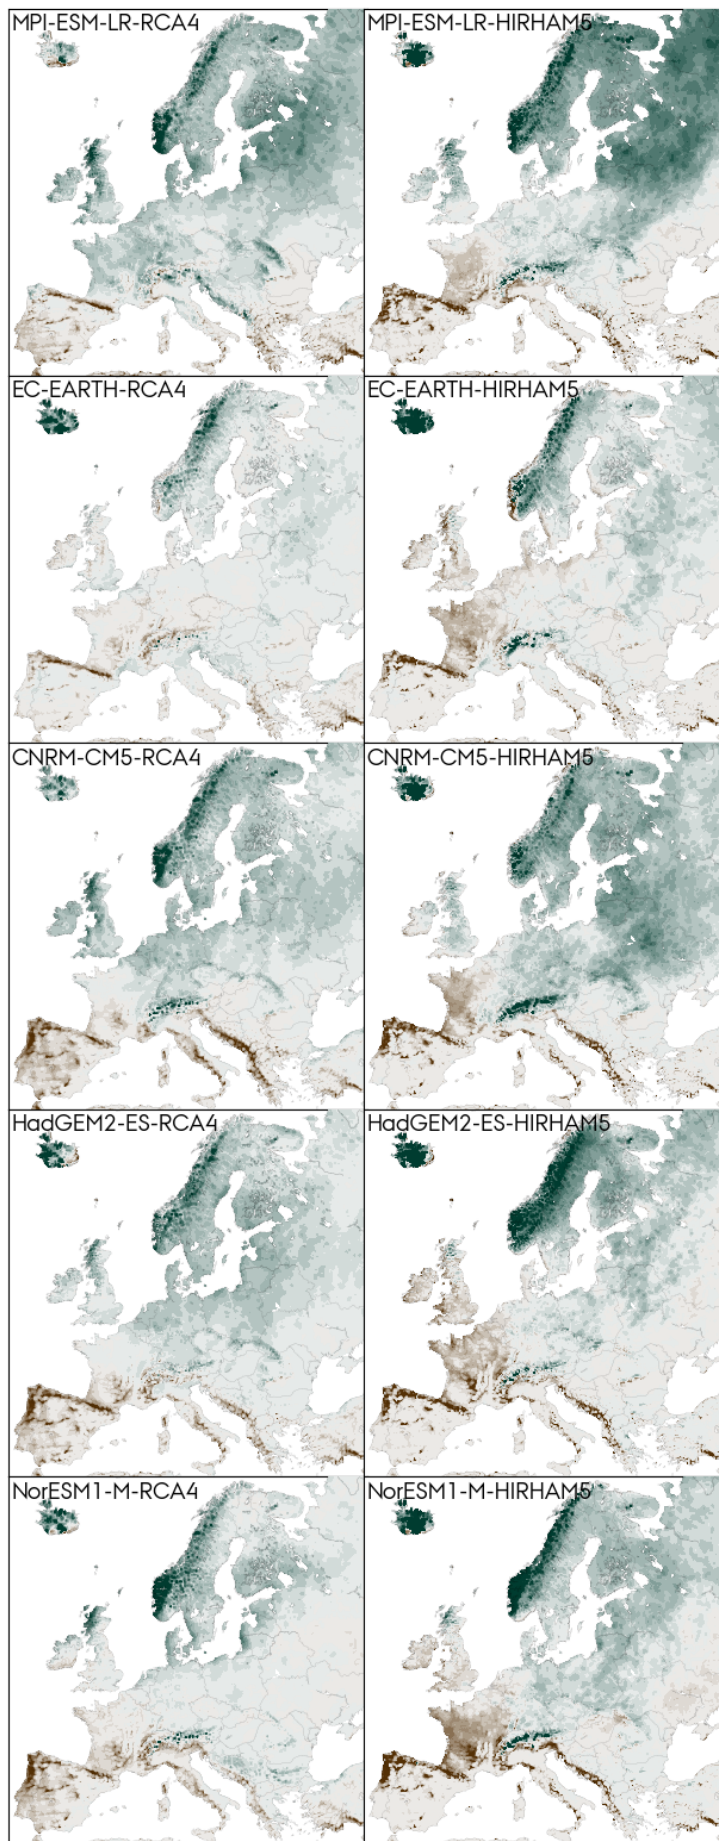 MPI-ESM-LR-RCA4
MPI-ESM-LR-HIRHAM5
EC-EARTH-RCA4
EC-EARTH-HIRHAM5
CNRM-CM5-RCA4
CNRM-CM5-HIRHAM5
HadGEM2-ES-RCA4
HadGEM2-ES-HIRHAM5
NorESM1-M-RCA4
NorESM1-M-HIRHAM5